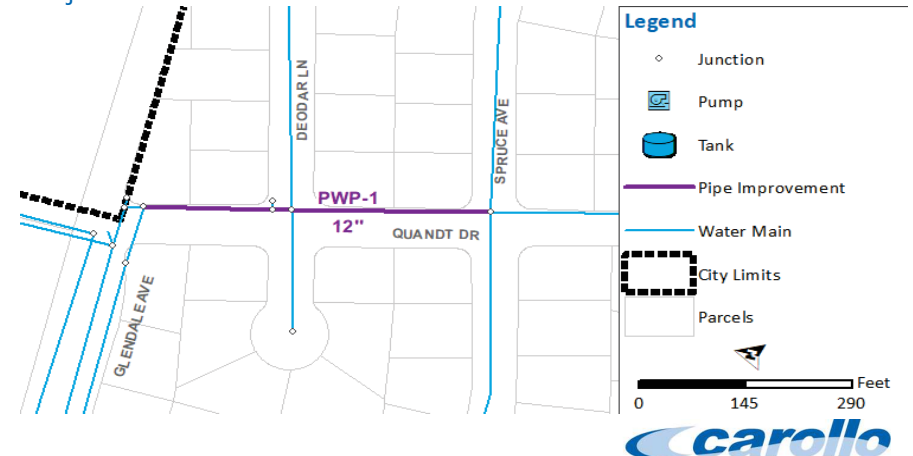 Legend
Junction
Pump
Tank
Pipe Improvement
Water Main
City Limits
Parcels
Feet
0 145 290
carollo
DEODAR LN
SPRUCE AVE
PWP-1
12"
QUANDT DR
GLENDALE AVE